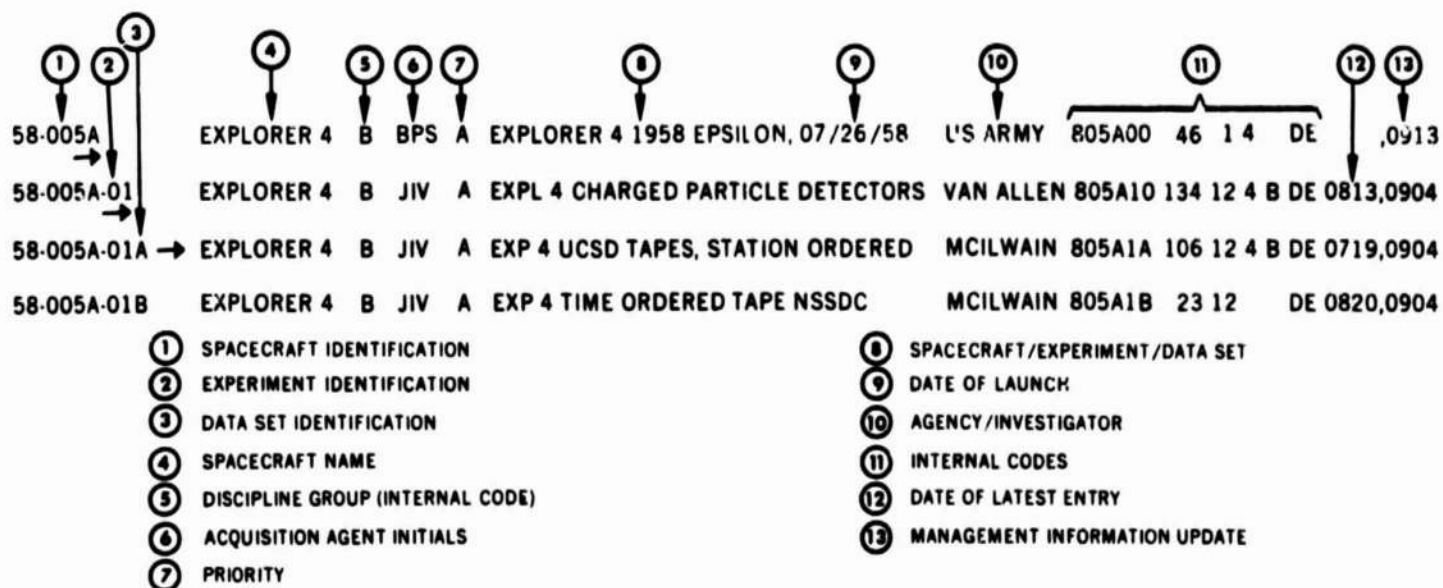 3
1 2 4 5 6 7 8 9 10 11 12 13
58-005A EXPLORER 4 B BPS A EXPLORER 4 1958 EPSILON, 07/26/58 US ARMY 805A00 46 1 4 DE ,0913
58-005A-01 EXPLORER 4 B JIV A EXPL 4 CHARGED PARTICLE DETECTORS VAN ALLEN 805A10 134 12 4 B DE 0813,0904
58-005A-01A EXPLORER 4 B JIV A EXP 4 UCSD TAPES, STATION ORDERED MCILWAIN 805A1A 106 12 4 B DE 0719,0904
58-005A-01B EXPLORER 4 B JIV A EXP 4 TIME ORDERED TAPE NSSDC MCILWAIN 805A1B 23 12 DE 0820,0904
1 SPACECRAFT IDENTIFICATION
2 EXPERIMENT IDENTIFICATION
3 DATA SET IDENTIFICATION
4 SPACECRAFT NAME
5 DISCIPLINE GROUP (INTERNAL CODE)
6 ACQUISITION AGENT INITIALS
7 PRIORITY
8 SPACECRAFT/EXPERIMENT/DATA SET
9 DATE OF LAUNCH
10 AGENCY/INVESTIGATOR
11 INTERNAL CODES
12 DATE OF LATEST ENTRY
13 MANAGEMENT INFORMATION UPDATE